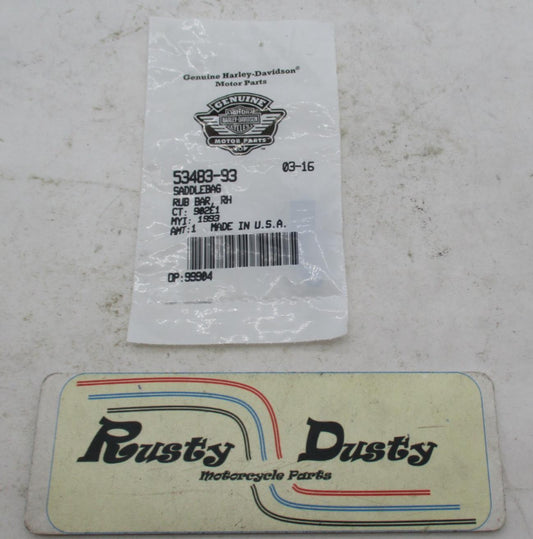 Genuine Harley-Davidson®
Motor Parts
GENUINE
HARLEY-DAVIDSON
MOTOR PARTS
53483-93 03-16
SADDLEBAG
RUB BAR, RH
CT: 902E1
MYI: 1993
AMT:1 MADE IN U.S.A.
OP:99904
Rusty Dusty
Motorcycle Parts